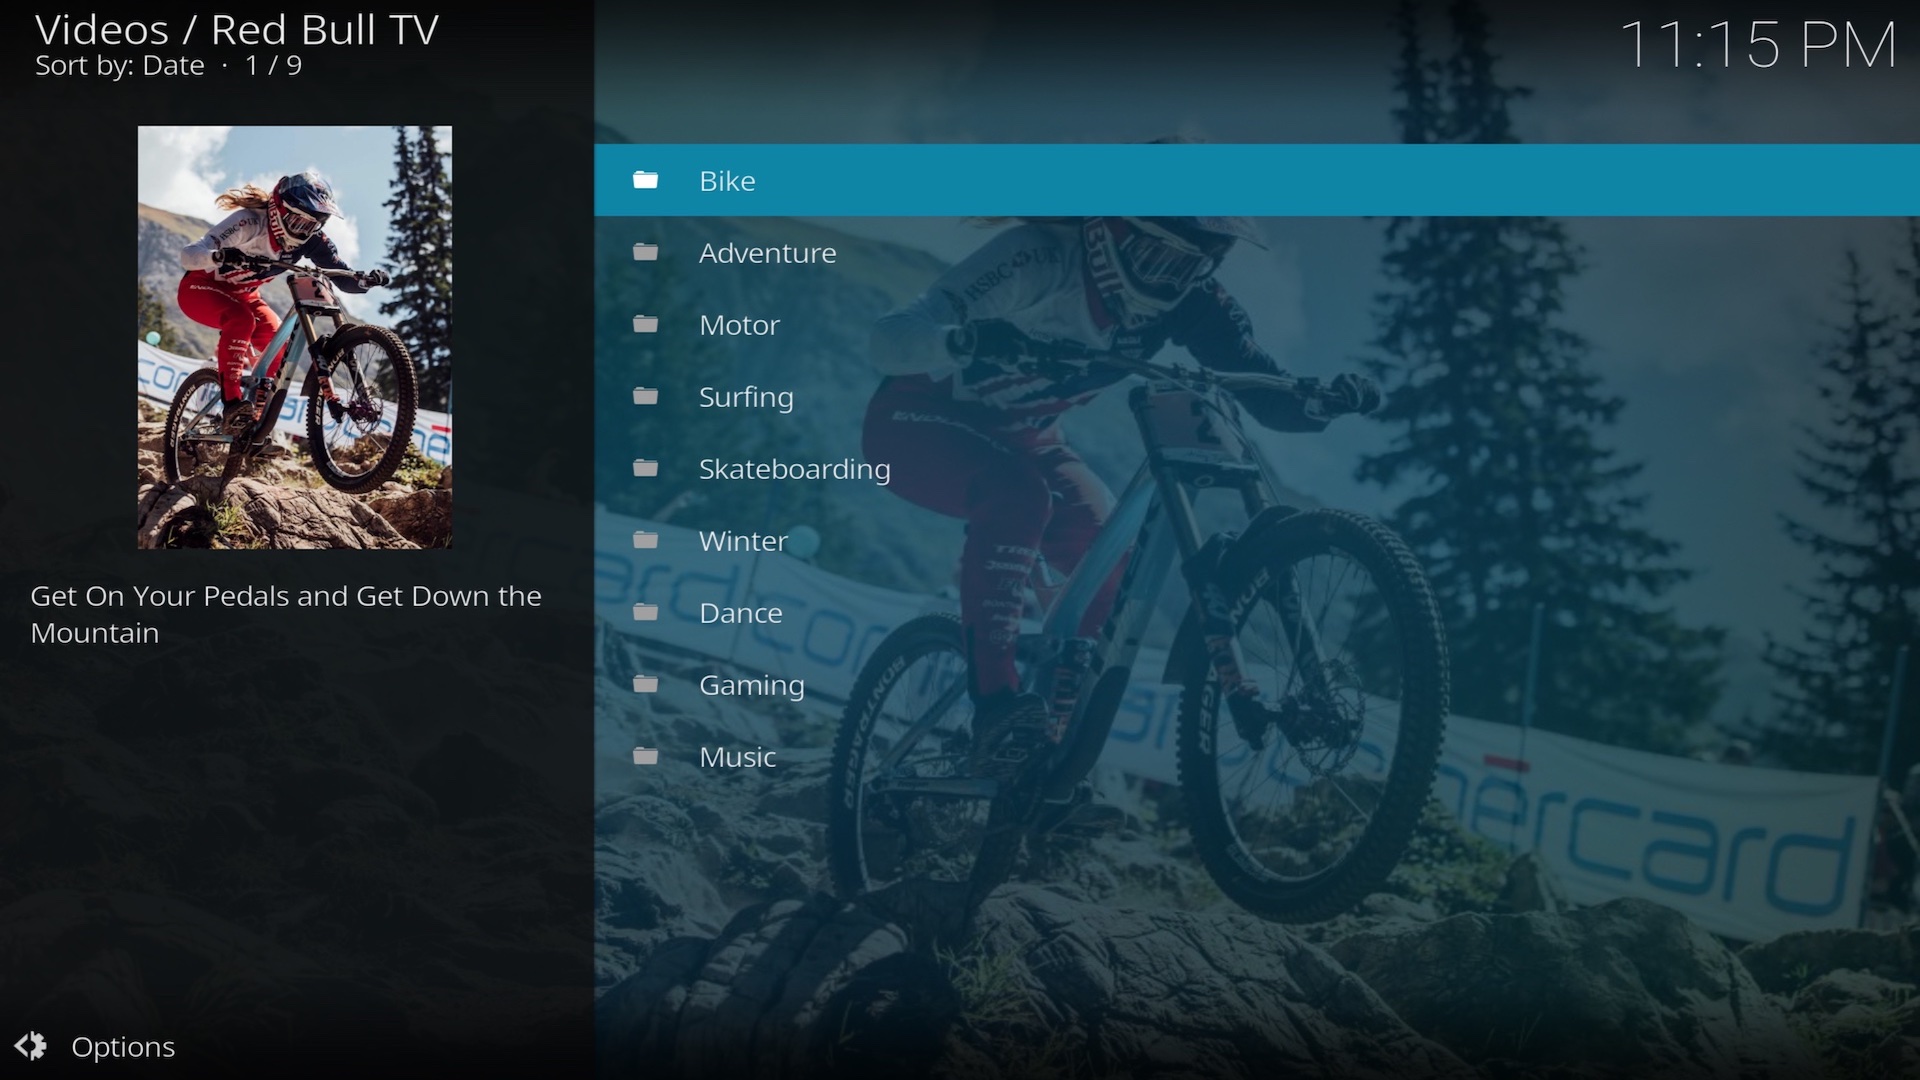 Videos / Red Bull TV
Sort by: Date · 1 / 9
11:15 PM
Bike
Adventure
Motor
Surfing
Skateboarding
Winter
Dance
Gaming
Music
Get On Your Pedals and Get Down the
Mountain
Options